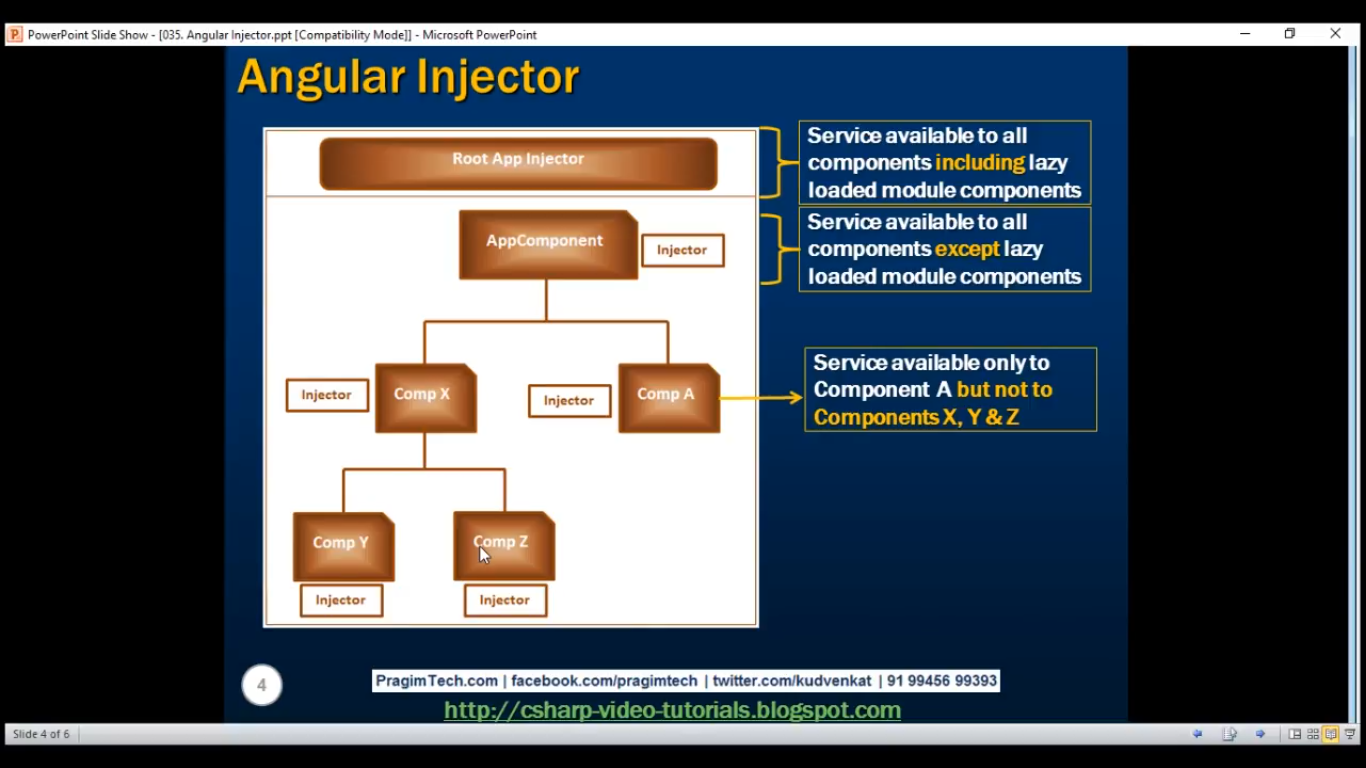 PowerPoint Slide Show - [035. Angular Injector.ppt [Compatibility Mode]] - Microsoft PowerPoint
Angular Injector
Root App Injector
Service available to all
components including lazy
loaded module components
AppComponent
Injector
Service available to all
components except lazy
loaded module components
Injector
Comp X
Injector
Comp A
Service available only to
Component A but not to
Components X, Y & Z
Comp Y
Comp Z
Injector
Injector
4
PragimTech.com | facebook.com/pragimtech | twitter.com/kudvenkat | 91 99456 99393
http://csharp-video-tutorials.blogspot.com
Slide 4 of 6